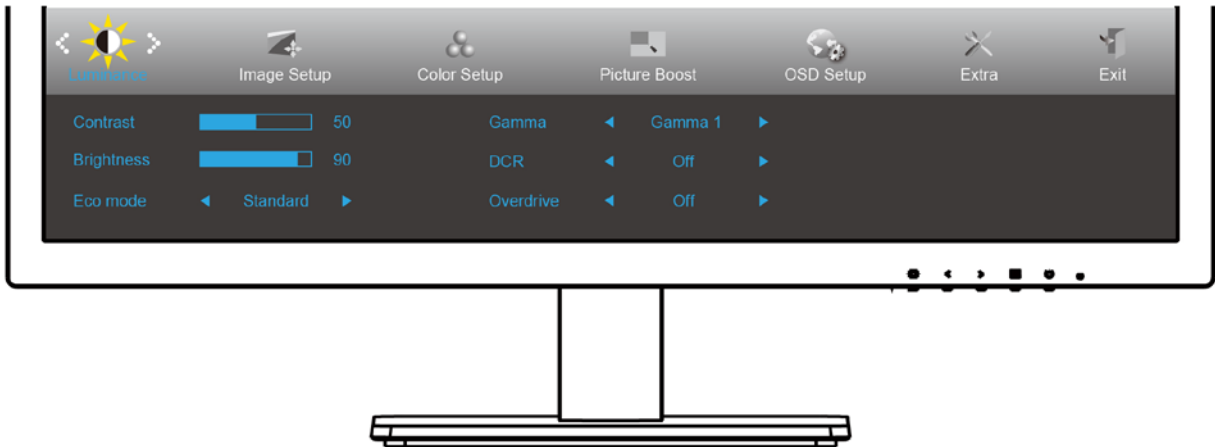 Luminance Image Setup Color Setup Picture Boost OSD Setup Extra Exit
Contrast 50 Gamma Gamma 1
Brightness 90 DCR Off
Eco mode Standard Overdrive Off